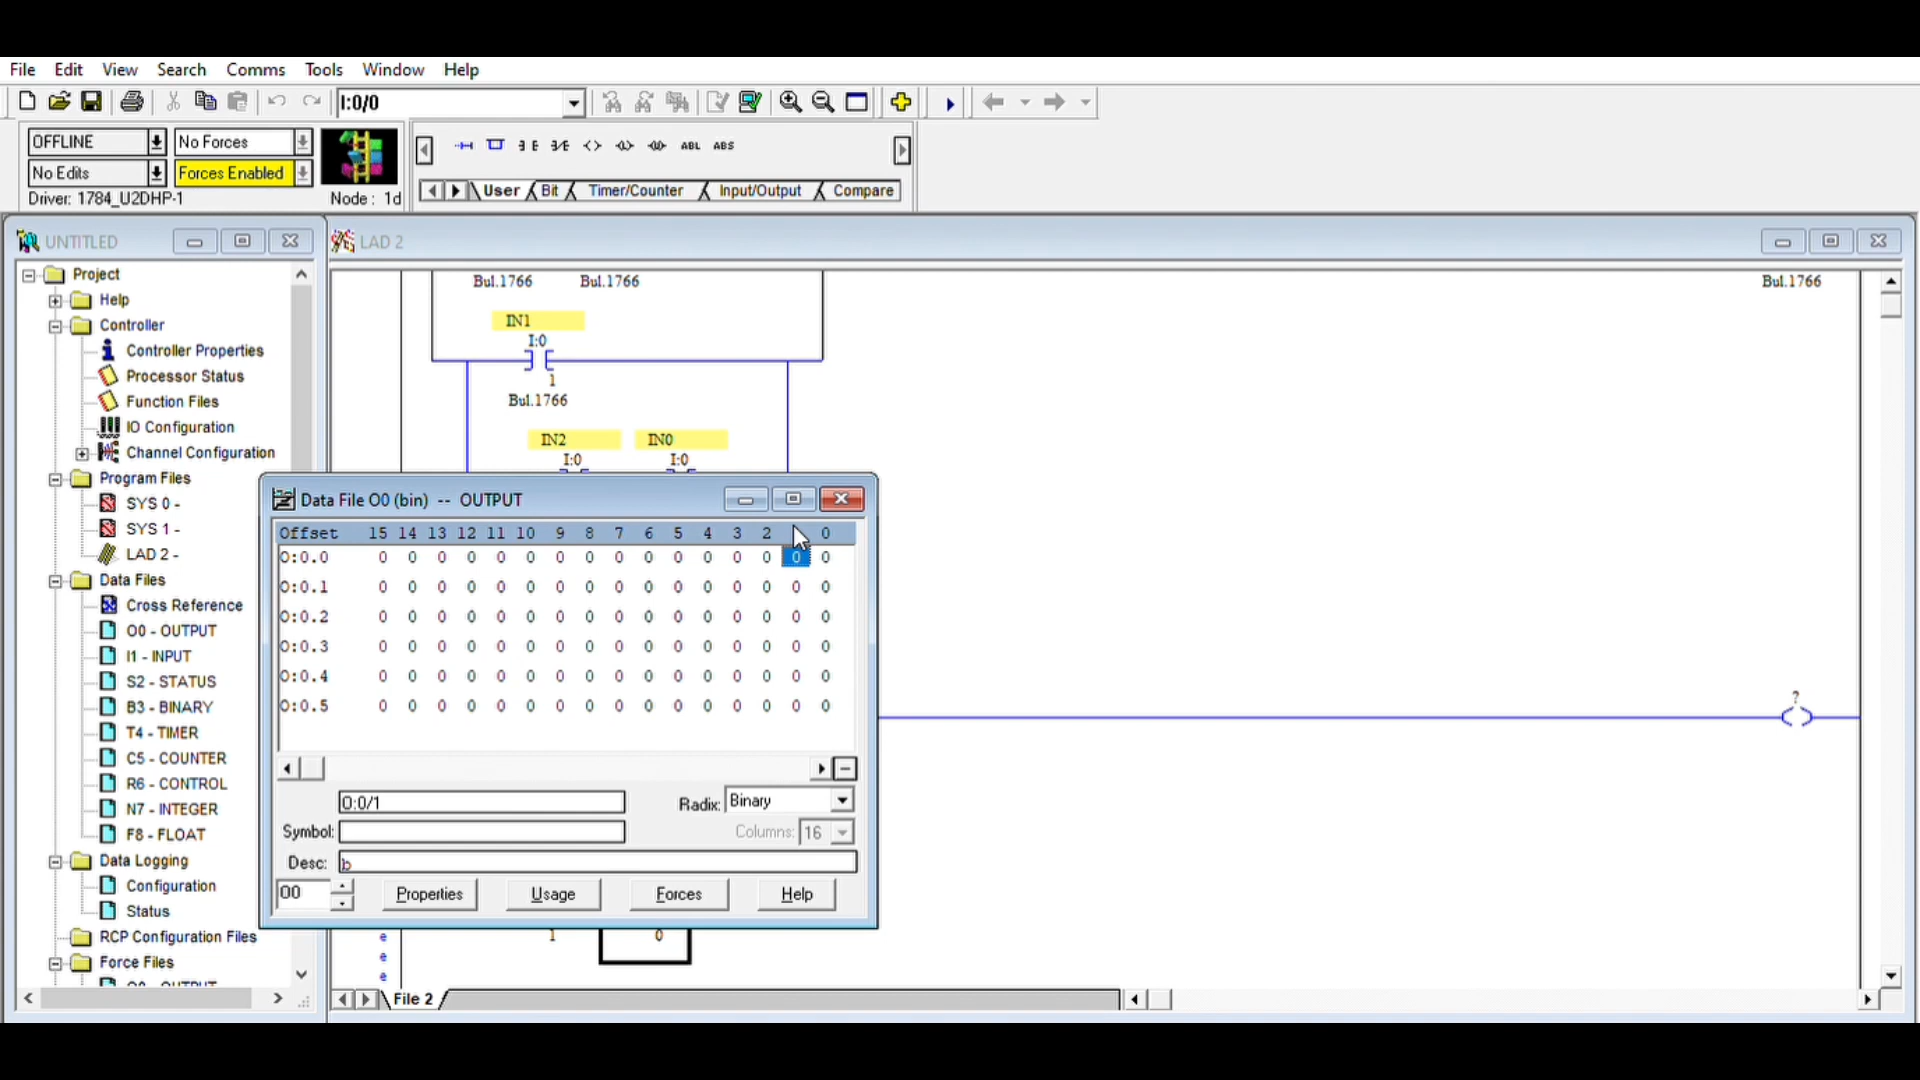 File Edit View Search Comms Tools Window Help
I:0/0
OFFLINE No Forces
No Edits Forces Enabled
Driver: 1784_U2DHP-1 Node: 1d
ABL ABS
User Bit Timer/Counter Input/Output Compare
UNTITLED
Project
Help
Controller
Controller Properties
Processor Status
Function Files
IO Configuration
Channel Configuration
Program Files
SYS 0 -
SYS 1 -
LAD 2 -
Data Files
Cross Reference
O0 - OUTPUT
I1 - INPUT
S2 - STATUS
B3 - BINARY
T4 - TIMER
C5 - COUNTER
R6 - CONTROL
N7 - INTEGER
F8 - FLOAT
Data Logging
Configuration
Status
RCP Configuration Files
Force Files
LAD 2
Bul.1766 Bul.1766 Bul.1766
IN1
I:0
1
Bul.1766
IN2 IN0
I:0 I:0
?
Data File O0 (bin) -- OUTPUT
Offset 15 14 13 12 11 10 9 8 7 6 5 4 3 2 0
O:0.0 0 0 0 0 0 0 0 0 0 0 0 0 0 0 0 0
O:0.1 0 0 0 0 0 0 0 0 0 0 0 0 0 0 0 0
O:0.2 0 0 0 0 0 0 0 0 0 0 0 0 0 0 0 0
O:0.3 0 0 0 0 0 0 0 0 0 0 0 0 0 0 0 0
O:0.4 0 0 0 0 0 0 0 0 0 0 0 0 0 0 0 0
O:0.5 0 0 0 0 0 0 0 0 0 0 0 0 0 0 0 0
O:0/1 Radix: Binary
Symbol: Columns: 16
Desc: b
O0 Properties Usage Forces Help
e 1 0
e
e
File 2